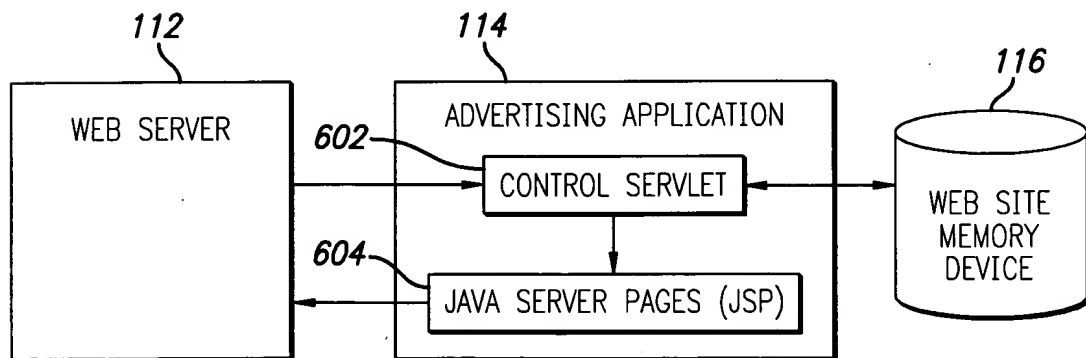 112
114
116
WEB SERVER
ADVERTISING APPLICATION
602
CONTROL SERVLET
WEB SITE
MEMORY
DEVICE
604
JAVA SERVER PAGES (JSP)